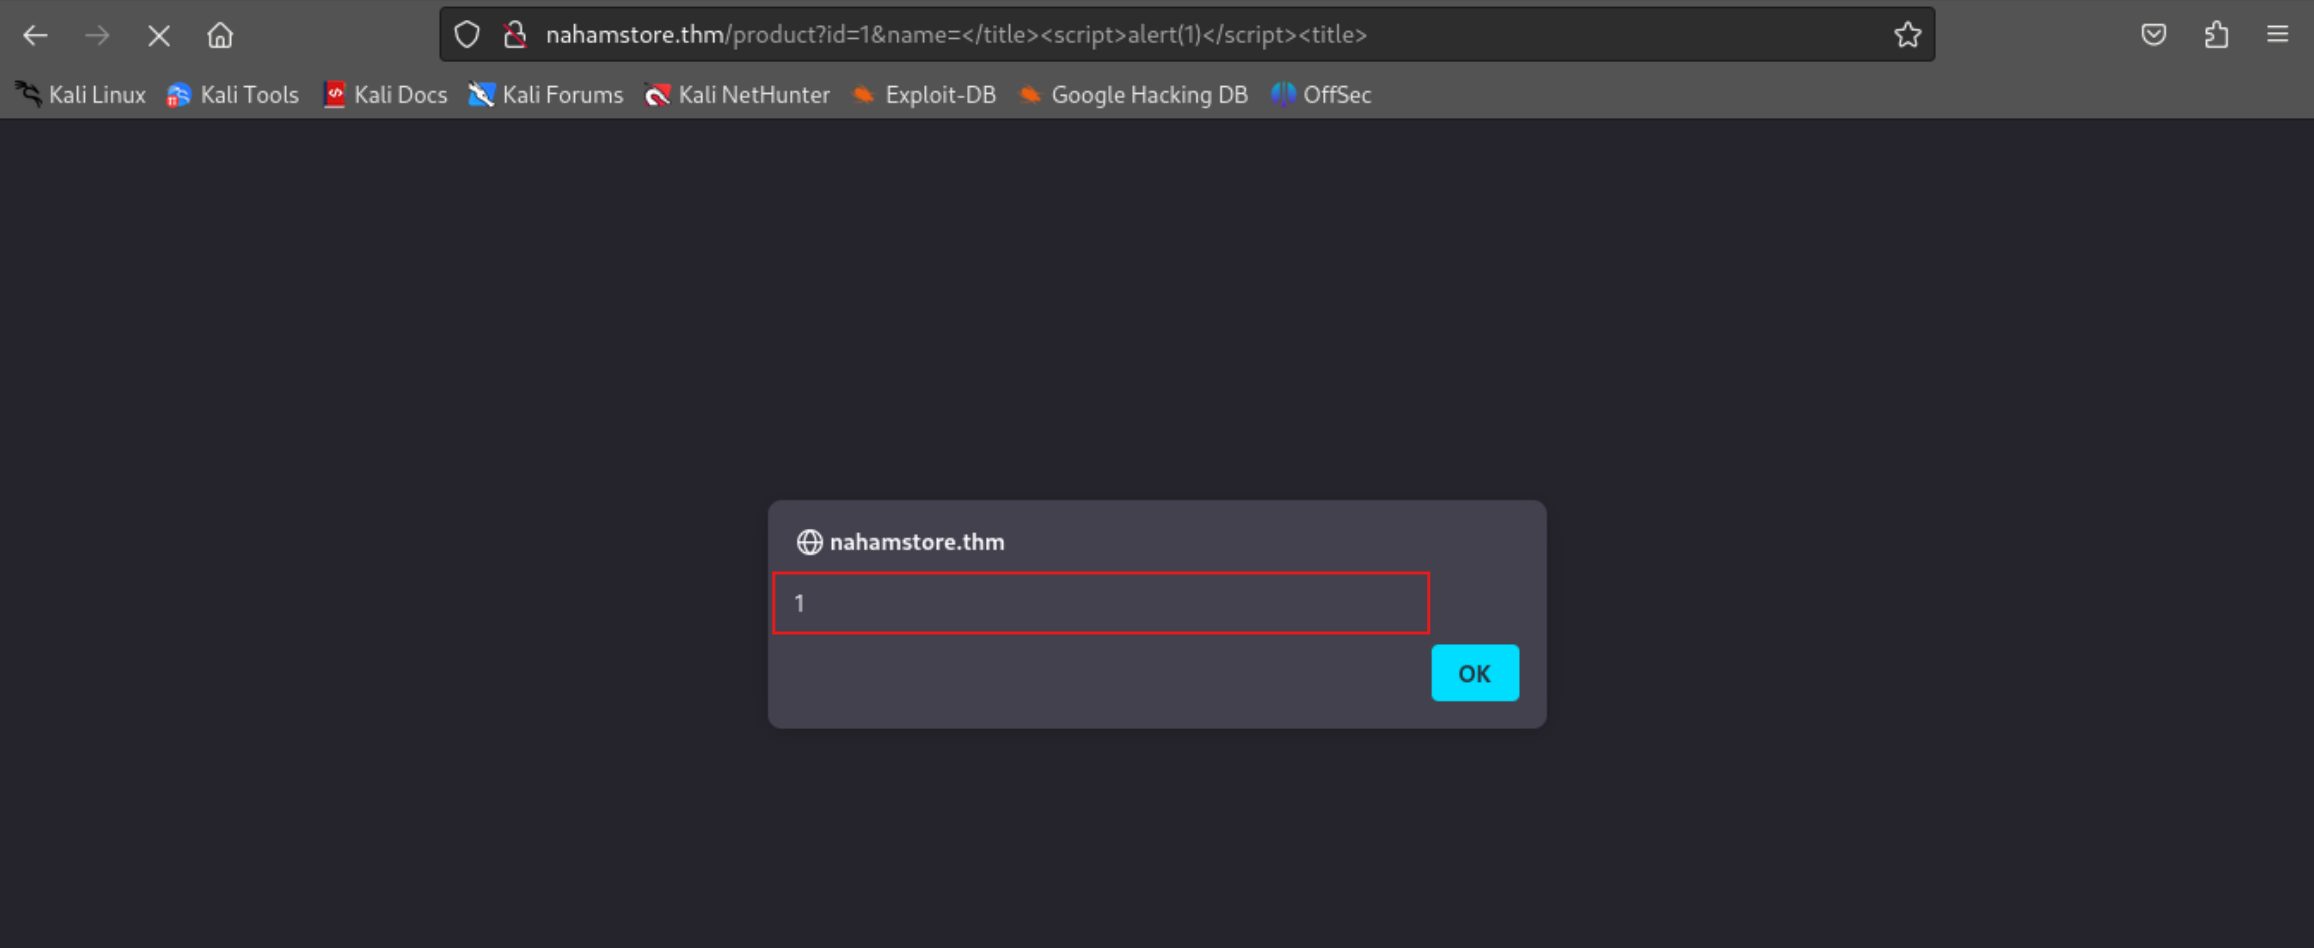 nahamstore.thm/product?id=1&name=</title><script>alert(1)</script><title>
Kali Linux Kali Tools Kali Docs Kali Forums Kali NetHunter Exploit-DB Google Hacking DB OffSec
nahamstore.thm
1
OK